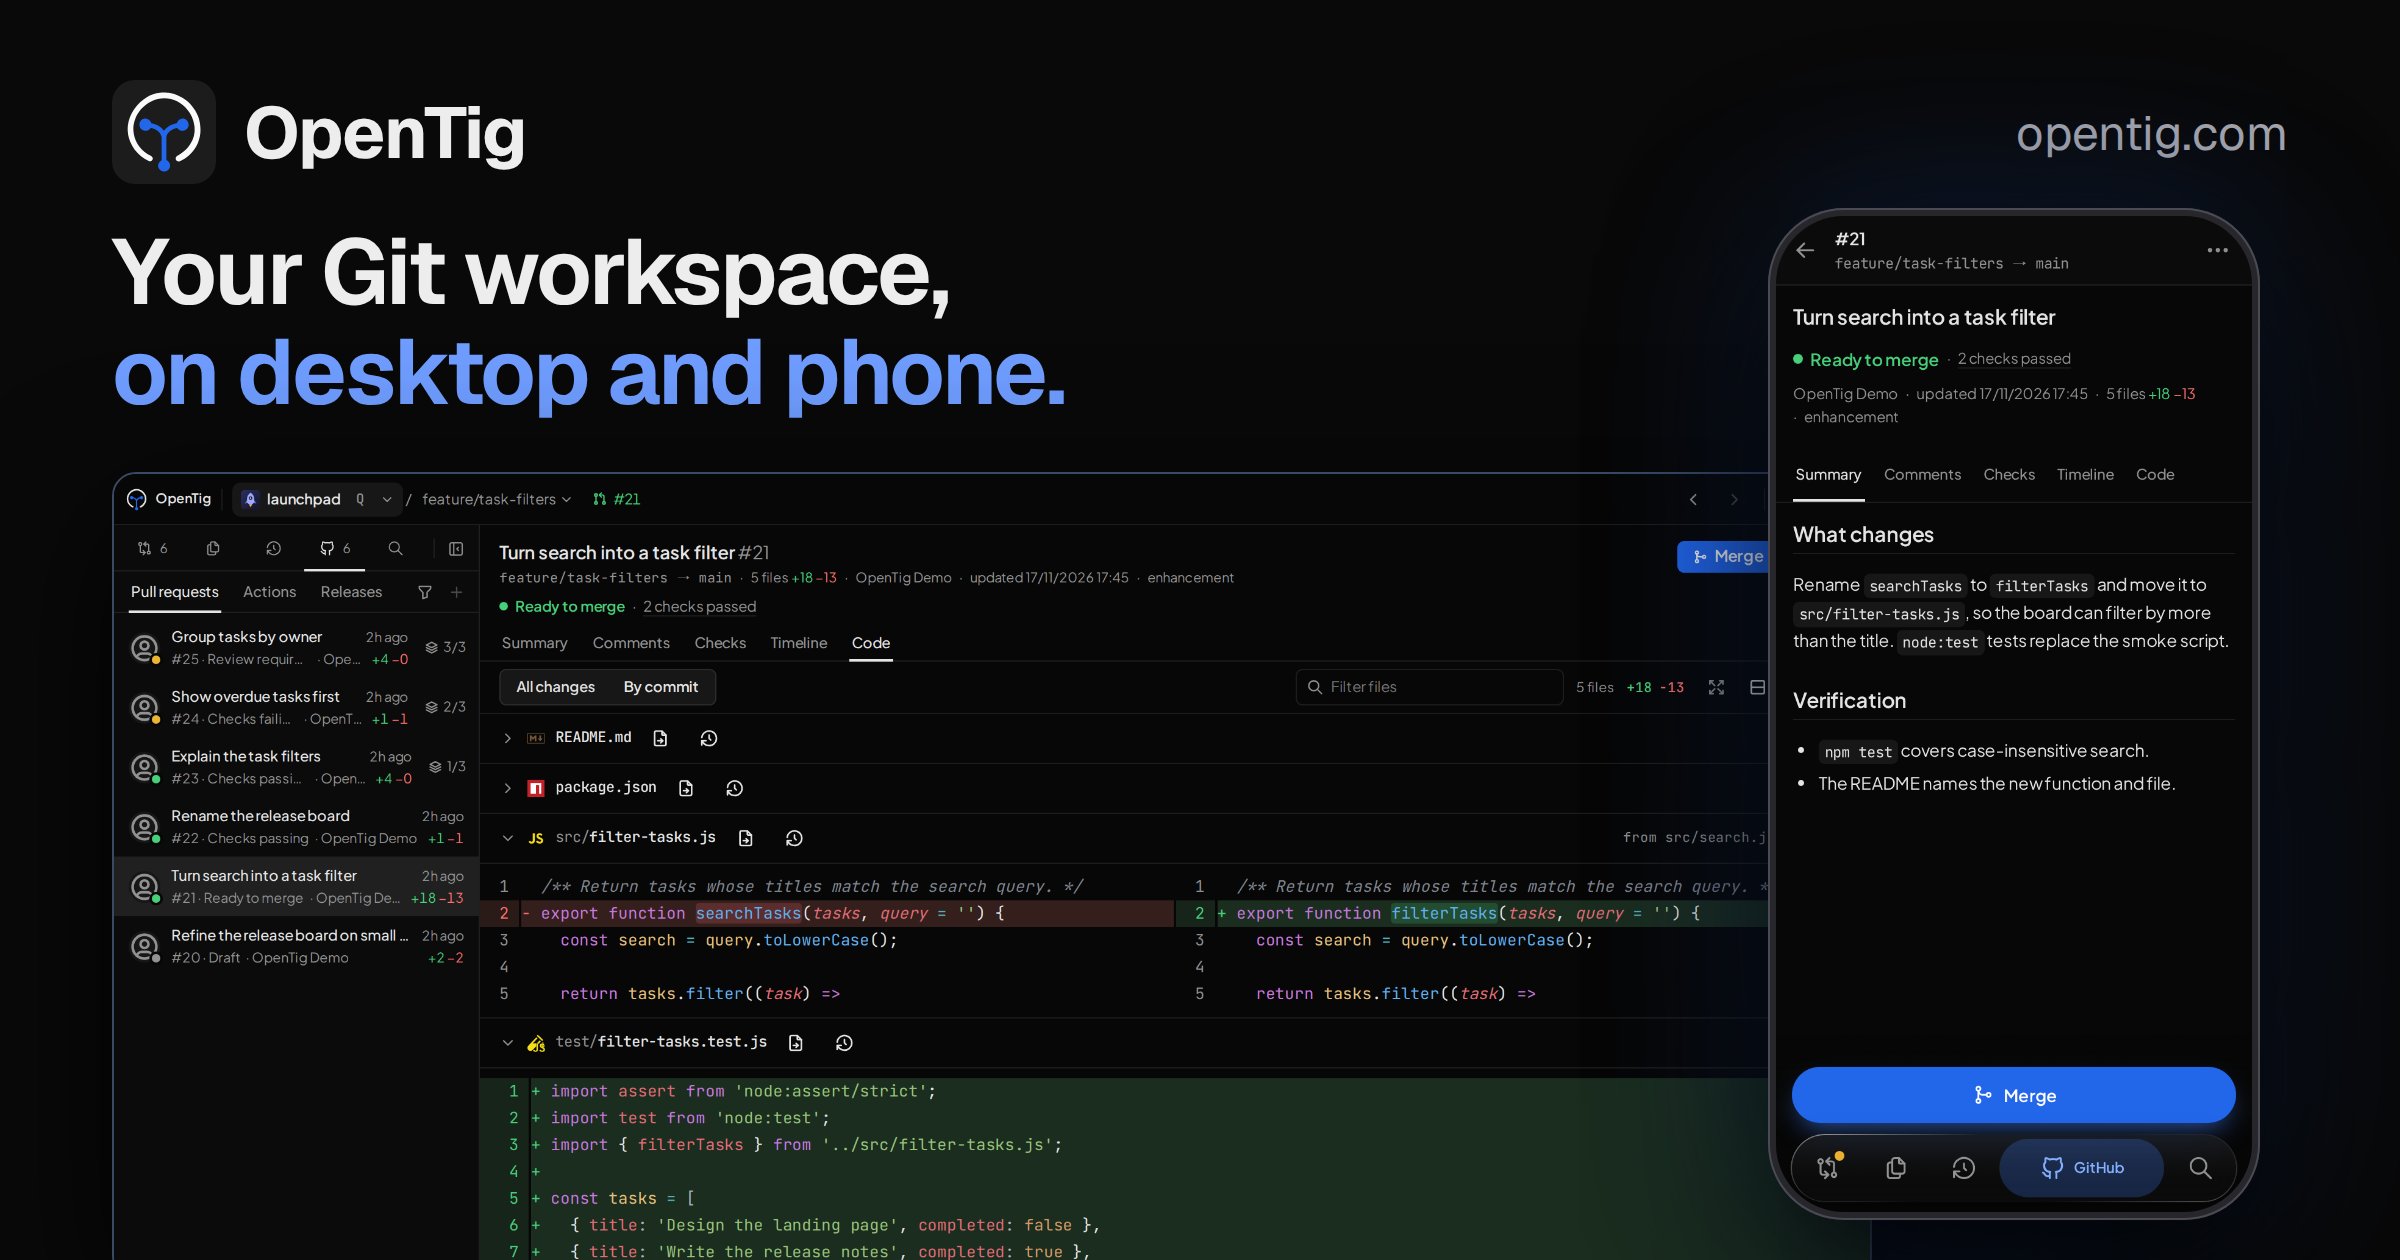 OpenTig
opentig.com
Your Git workspace,
on desktop and phone.
OpenTig
launchpad
/ feature/task-filters
#21
6
6
Pull requests Actions Releases
Group tasks by owner 2h ago
#25 · Review requir... · Ope... +4 −0
3/3
Show overdue tasks first 2h ago
#24 · Checks faili... · OpenT... +1 −1
2/3
Explain the task filters 2h ago
#23 · Checks passi... · Open... +4 −0
1/3
Rename the release board 2h ago
#22 · Checks passing · OpenTig Demo +1 −1
Turn search into a task filter 2h ago
#21 · Ready to merge · OpenTig De... +18 −13
Refine the release board on small ... 2h ago
#20 · Draft · OpenTig Demo +2 −2
Turn search into a task filter #21
feature/task-filters → main · 5 files +18 −13 · OpenTig Demo · updated 17/11/2026 17:45 · enhancement
Ready to merge · 2 checks passed
Merge
Summary Comments Checks Timeline Code
All changes By commit
Filter files
5 files +18 -13
README.md
package.json
JS src/filter-tasks.js
from src/search.j
1 /** Return tasks whose titles match the search query. */
2 - export function searchTasks(tasks, query = '') {
3 const search = query.toLowerCase();
4
5 return tasks.filter((task) =>
1 /** Return tasks whose titles match the search query. *
2 + export function filterTasks(tasks, query = '') {
3 const search = query.toLowerCase();
4
5 return tasks.filter((task) =>
test/filter-tasks.test.js
1 + import assert from 'node:assert/strict';
2 + import test from 'node:test';
3 + import { filterTasks } from '../src/filter-tasks.js';
4 +
5 + const tasks = [
6 + { title: 'Design the landing page', completed: false },
7 + { title: 'Write the release notes', completed: true },
#21
feature/task-filters → main
Turn search into a task filter
Ready to merge · 2 checks passed
OpenTig Demo · updated 17/11/2026 17:45 · 5 files +18 −13
· enhancement
Summary Comments Checks Timeline Code
What changes
Rename searchTasks to filterTasks and move it to
src/filter-tasks.js, so the board can filter by more
than the title. node:test tests replace the smoke script.
Verification
• npm test covers case-insensitive search.
• The README names the new function and file.
Merge
GitHub